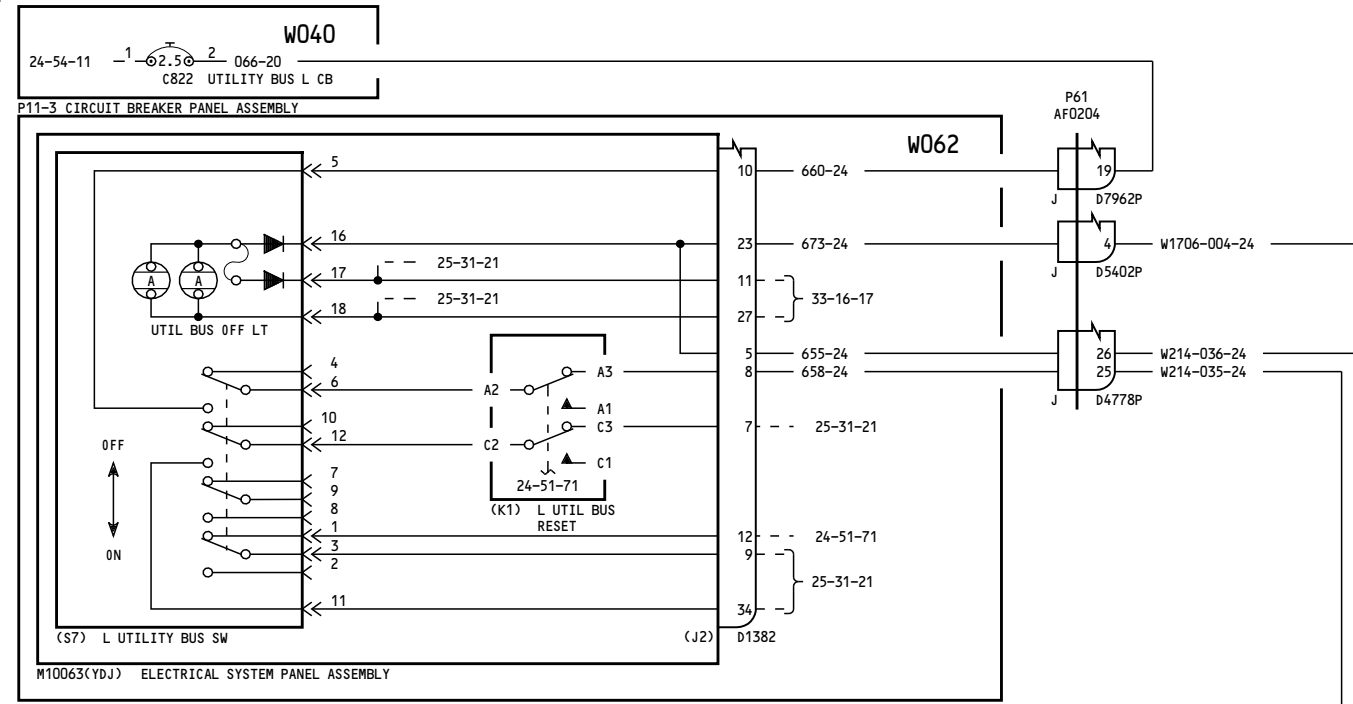 W040
24-54-11 1 2.5 2 066-20
C822 UTILITY BUS L CB
P11-3 CIRCUIT BREAKER PANEL ASSEMBLY
P61
AF0204
W062
5 10 660-24 19
J D7962P
16 23 673-24 4 W1706-004-24
J D5402P
25-31-21
17 11
A A
25-31-21
33-16-17
18 27
UTIL BUS OFF LT
5 655-24 26 W214-036-24
4 A3 8 658-24 25 W214-035-24
6 A2
J D4778P
A1
10 C3 7 25-31-21
12 C2
OFF
C1
7
24-51-71
9
(K1) L UTIL BUS
RESET
8
1 12 24-51-71
ON
3 9
2
25-31-21
11 34
(S7) L UTILITY BUS SW
(J2) D1382
M10063(YDJ) ELECTRICAL SYSTEM PANEL ASSEMBLY